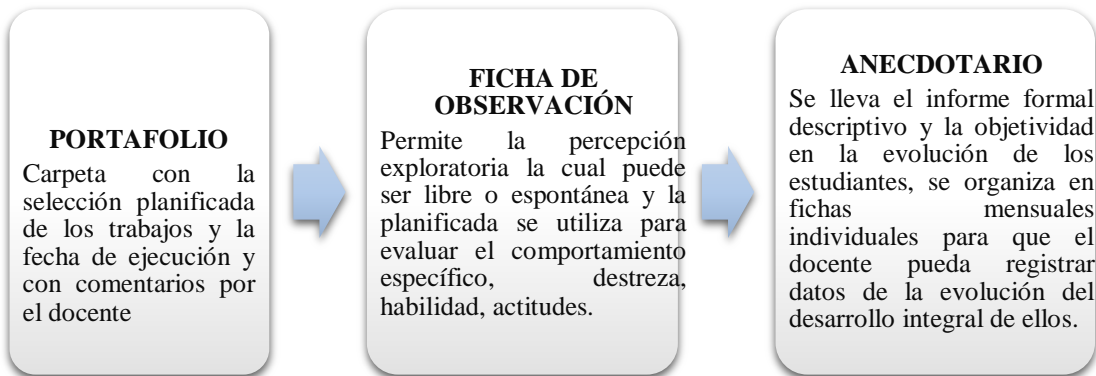 PORTAFOLIO
Carpeta con la
selección planificada
de los trabajos y la
fecha de ejecución y
con comentarios por
el docente
FICHA DE
OBSERVACIÓN
Permite la percepción
exploratoria la cual puede
ser libre o espontánea y la
planificada se utiliza para
evaluar el comportamiento
específico, destreza,
habilidad, actitudes.
ANECDOTARIO
Se lleva el informe formal
descriptivo y la objetividad
en la evolución de los
estudiantes, se organiza en
fichas mensuales
individuales para que el
docente pueda registrar
datos de la evolución del
desarrollo integral de ellos.